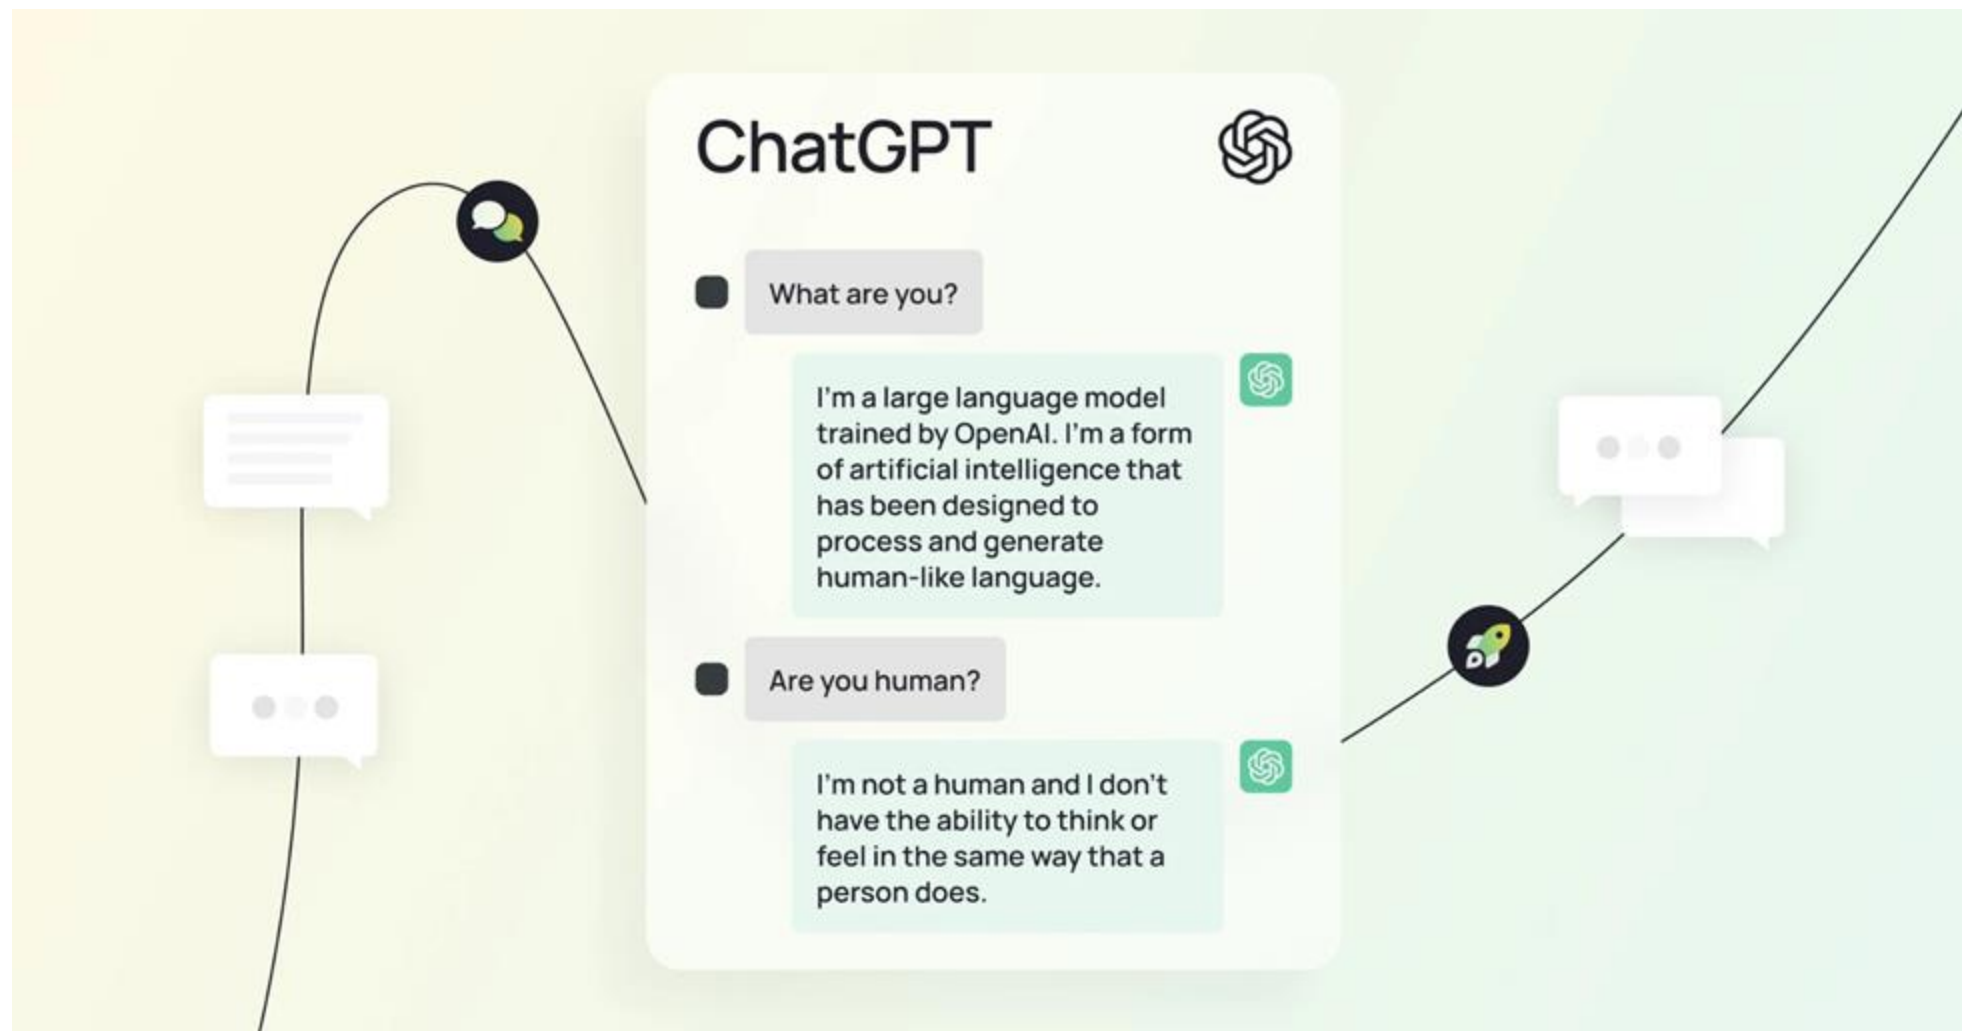 ChatGPT
What are you?
I'm a large language model
trained by OpenAI. I'm a form
of artificial intelligence that
has been designed to
process and generate
human-like language.
Are you human?
I'm not a human and I don't
have the ability to think or
feel in the same way that a
person does.